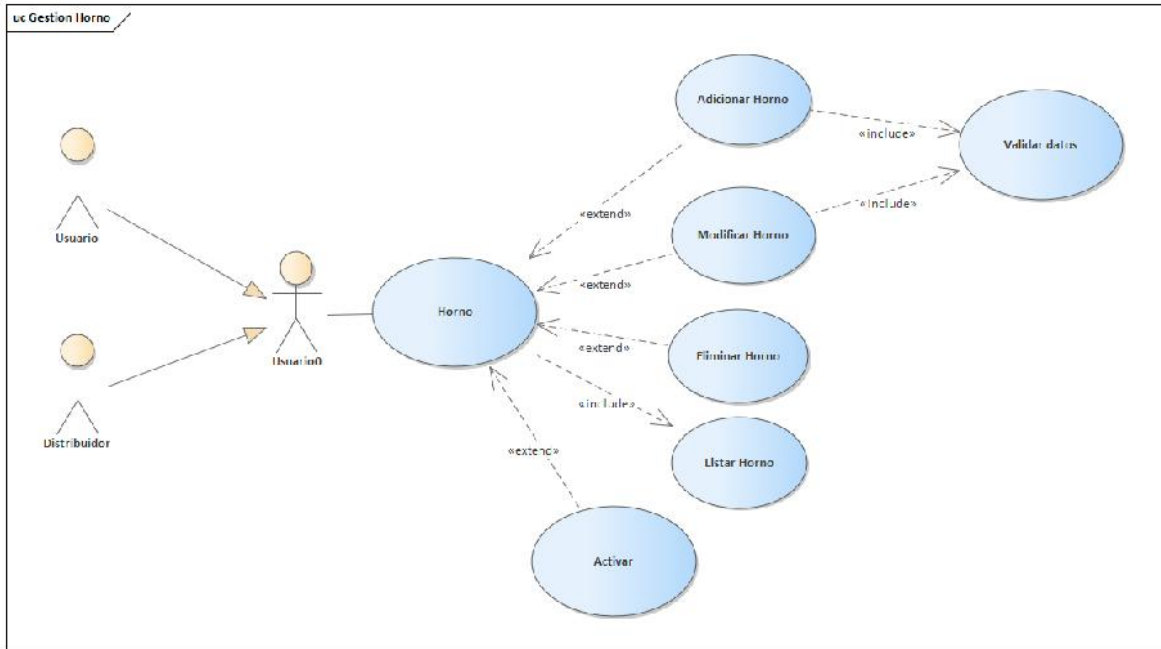 uc Gestion Horno
Adicionar Horno
«include»
Validar datos
Usuario
«extend»
Modificar Horno
«include»
«extend»
Horno
Usuario0
«extend»
Eliminar Horno
Distribuidor
«include»
Listar Horno
«extend»
Activar